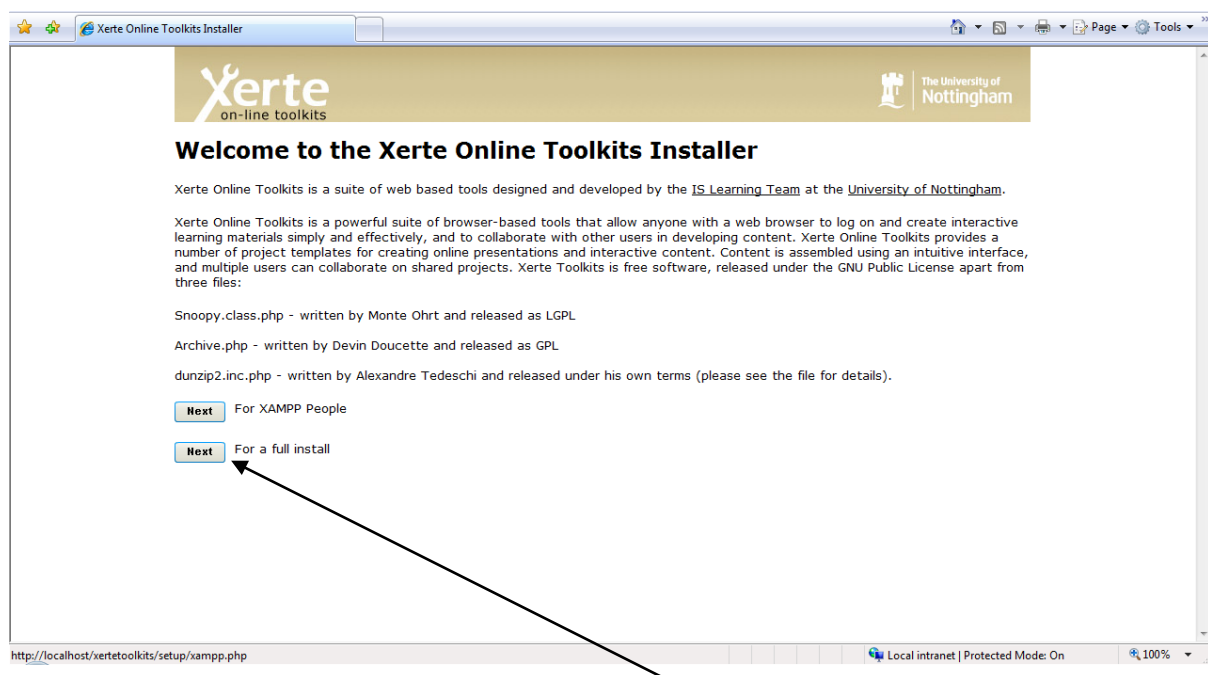 Xerte Online Toolkits Installer
Page
Tools
»
Xerte
on-line toolkits
The University of
Nottingham
Welcome to the Xerte Online Toolkits Installer
Xerte Online Toolkits is a suite of web based tools designed and developed by the IS Learning Team at the University of Nottingham.
Xerte Online Toolkits is a powerful suite of browser-based tools that allow anyone with a web browser to log on and create interactive
learning materials simply and effectively, and to collaborate with other users in developing content. Xerte Online Toolkits provides a
number of project templates for creating online presentations and interactive content. Content is assembled using an intuitive interface,
and multiple users can collaborate on shared projects. Xerte Toolkits is free software, released under the GNU Public License apart from
three files:
Snoopy.class.php - written by Monte Ohrt and released as LGPL
Archive.php - written by Devin Doucette and released as GPL
dunzip2.inc.php - written by Alexandre Tedeschi and released under his own terms (please see the file for details).
Next For XAMPP People
Next For a full install
http://localhost/xertetoolkits/setup/xampp.php
Local intranet | Protected Mode: On
100%